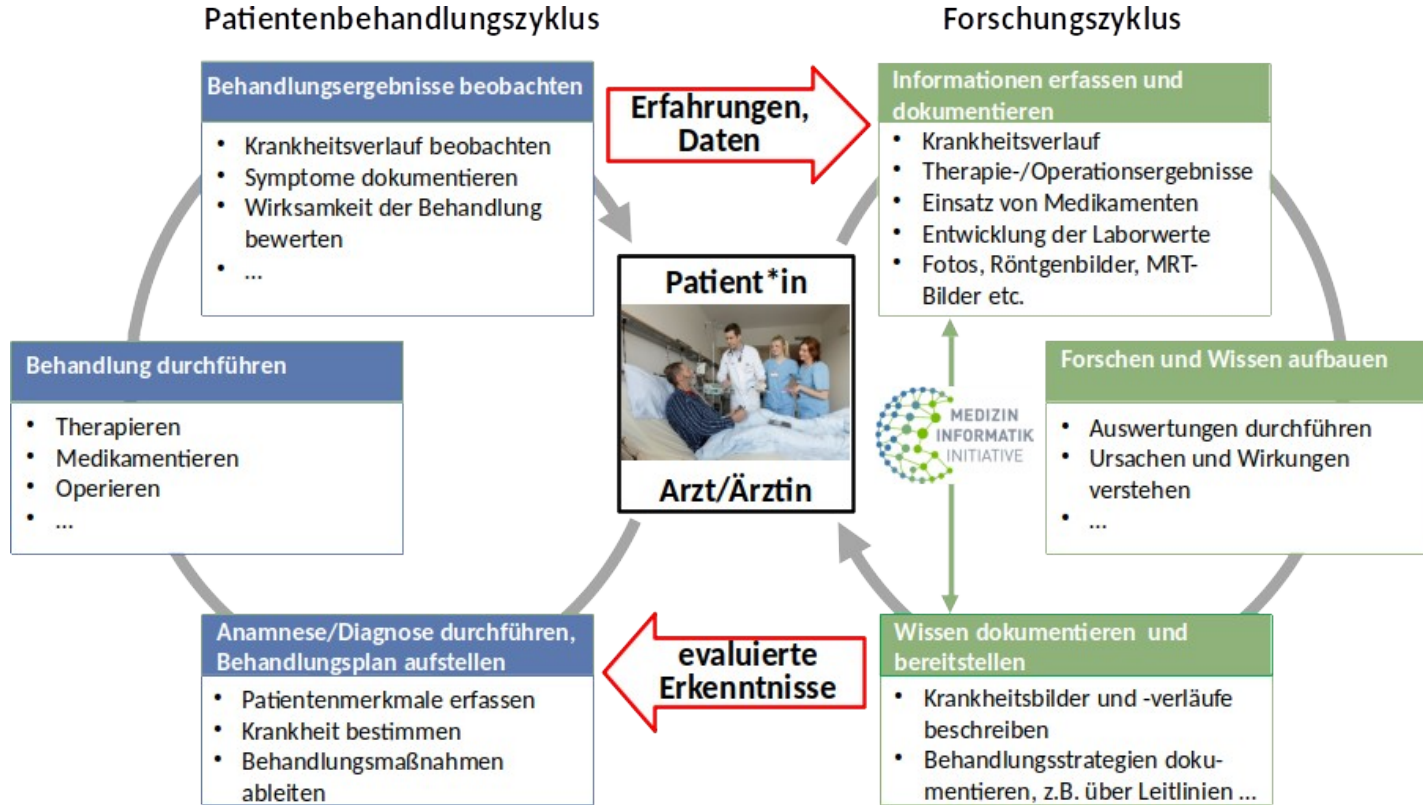 Patientenbehandlungszyklus
Forschungszyklus
Behandlungsergebnisse beobachten
• Krankheitsverlauf beobachten
• Symptome dokumentieren
• Wirksamkeit der Behandlung
bewerten
• ...
Erfahrungen,
Daten
Informationen erfassen und
dokumentieren
• Krankheitsverlauf
• Therapie-/Operationsergebnisse
• Einsatz von Medikamenten
• Entwicklung der Laborwerte
• Fotos, Röntgenbilder, MRT-
Bilder etc.
Patient*in
Arzt/Ärztin
Behandlung durchführen
• Therapieren
• Medikamentieren
• Operieren
• ...
MEDIZIN
INFORMATIK
INITIATIVE
Forschen und Wissen aufbauen
• Auswertungen durchführen
• Ursachen und Wirkungen
verstehen
• ...
Anamnese/Diagnose durchführen,
Behandlungsplan aufstellen
• Patientenmerkmale erfassen
• Krankheit bestimmen
• Behandlungsmaßnahmen
ableiten
evaluierte
Erkenntnisse
Wissen dokumentieren und
bereitstellen
• Krankheitsbilder und -verläufe
beschreiben
• Behandlungsstrategien doku-
mentieren, z.B. über Leitlinien ...